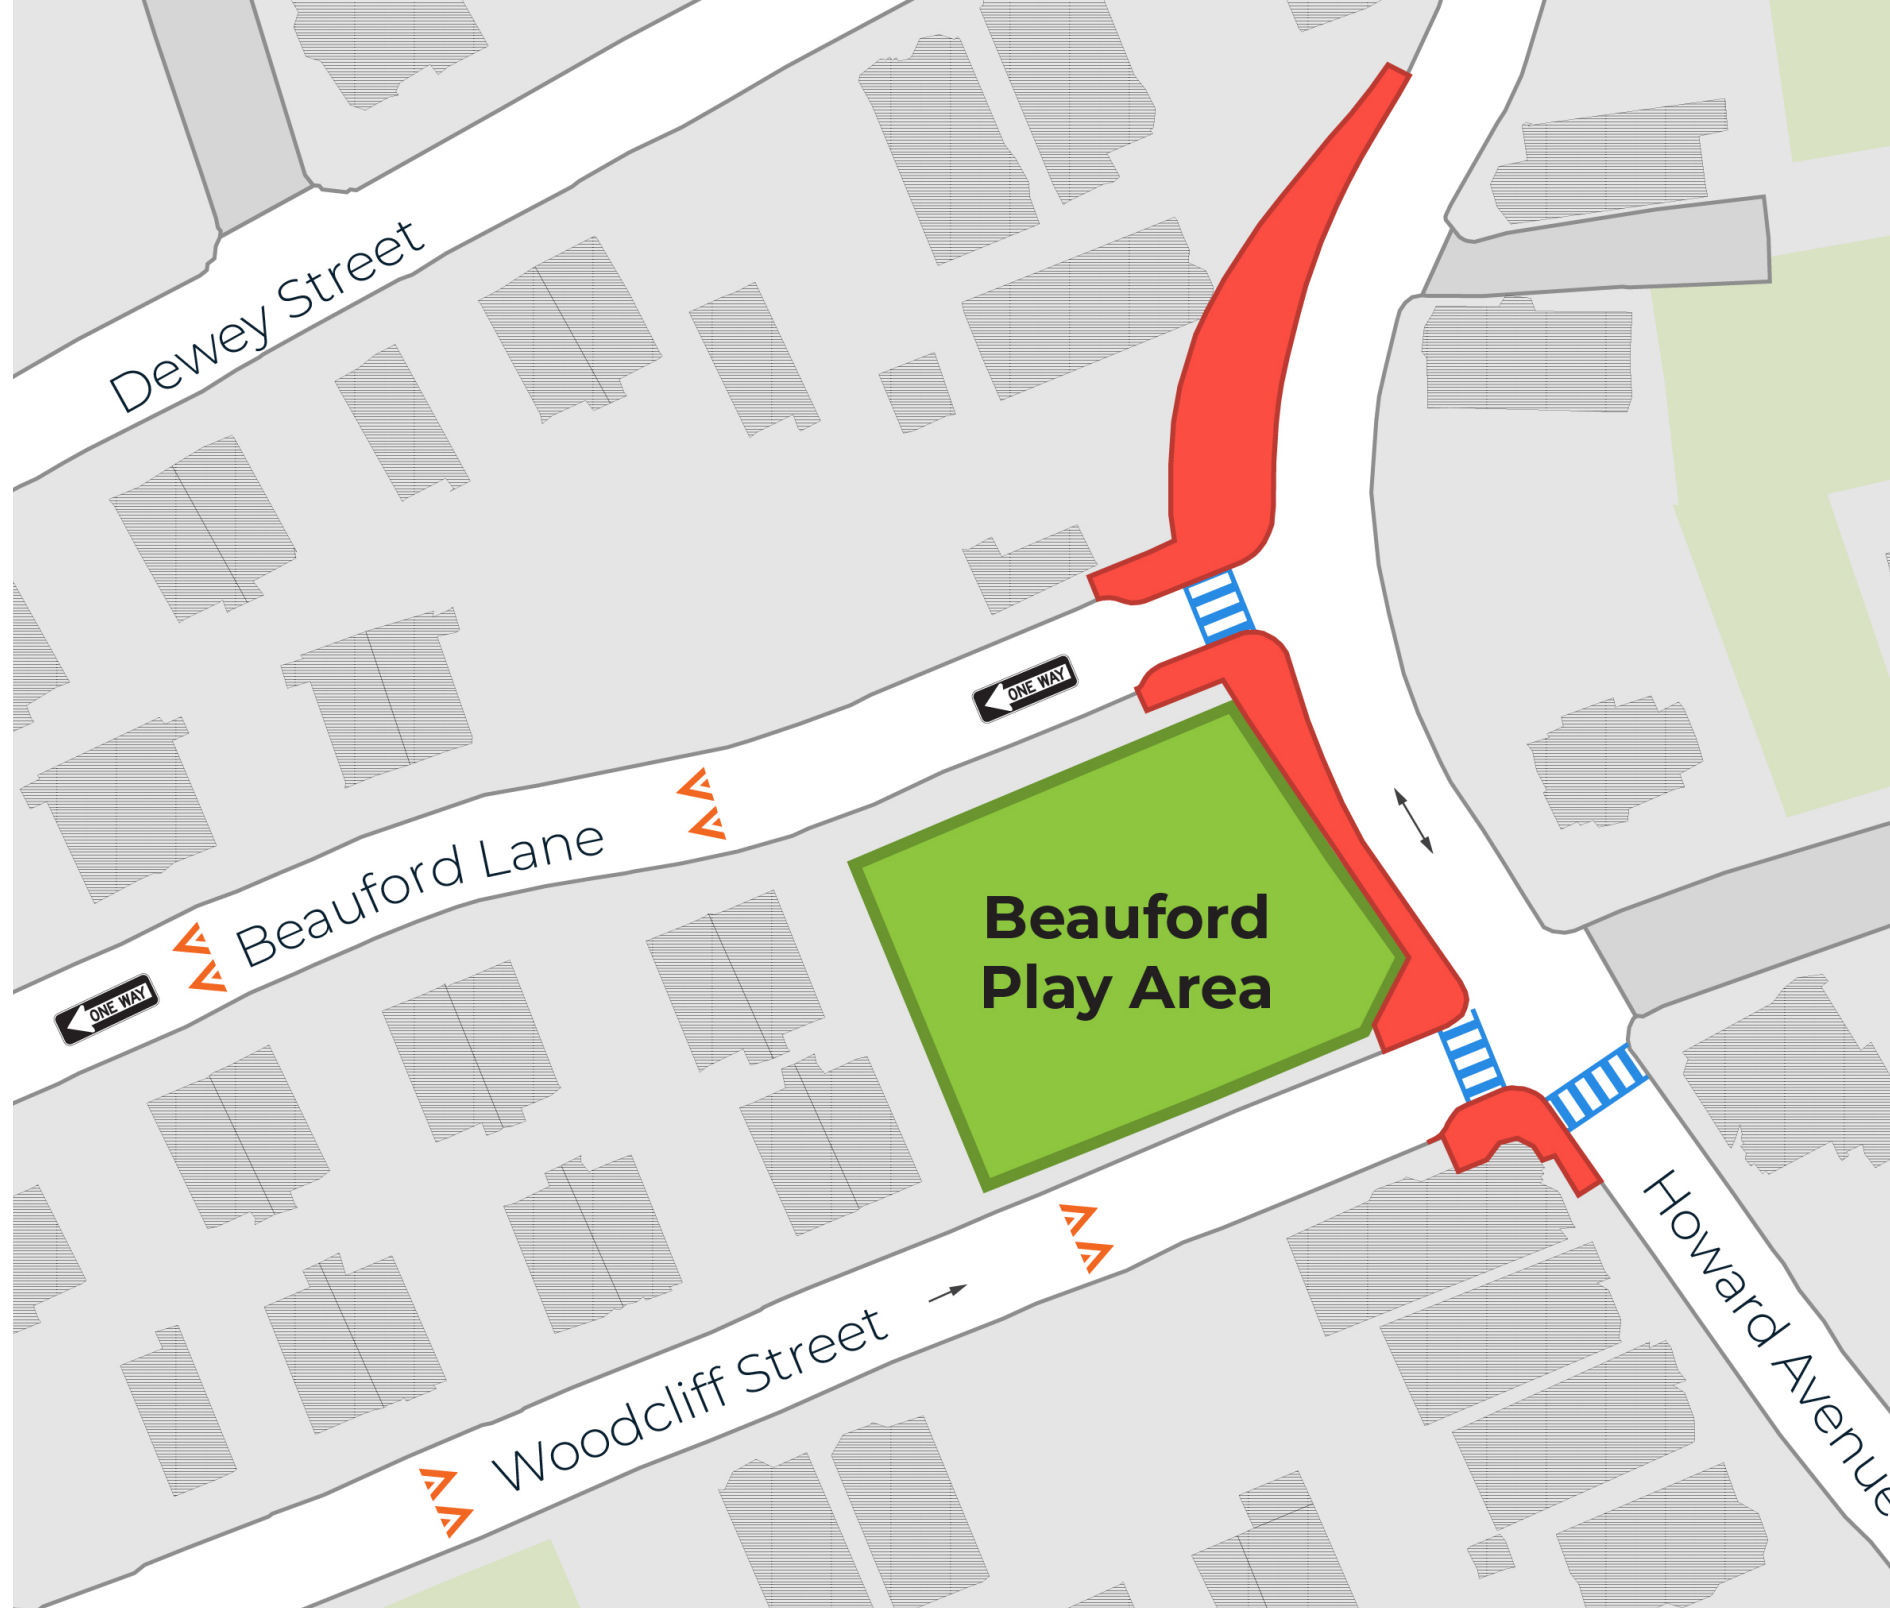 Dewey Street
ONE WAY
Beauford Lane
ONE WAY
Beauford
Play Area
Woodcliff Street
Howard Avenue